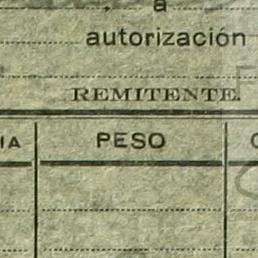 a
autorización
REMITENTE.
PESO